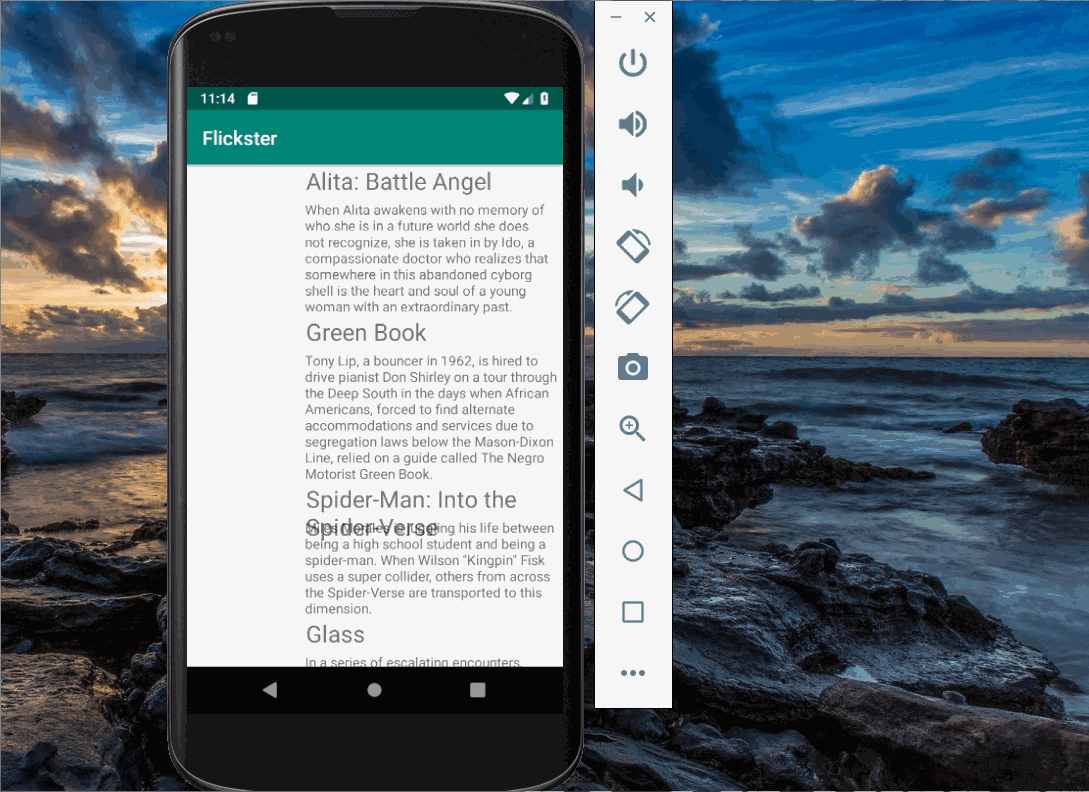 11:14
Flickster
Alita: Battle Angel
When Alita awakens with no memory of
who she is in a future world she does
not recognize, she is taken in by Ido, a
compassionate doctor who realizes that
somewhere in this abandoned cyborg
shell is the heart and soul of a young
woman with an extraordinary past.
Green Book
Tony Lip, a bouncer in 1962, is hired to
drive pianist Don Shirley on a tour through
the Deep South in the days when African
Americans, forced to find alternate
accommodations and services due to
segregation laws below the Mason-Dixon
Line, relied on a guide called The Negro
Motorist Green Book.
Spider-Man: Into the
Spider-Verse
Miles Morales is juggling his life between
being a high school student and being a
spider-man. When Wilson "Kingpin" Fisk
uses a super collider, others from across
the Spider-Verse are transported to this
dimension.
Glass
In a series of escalating encounters,